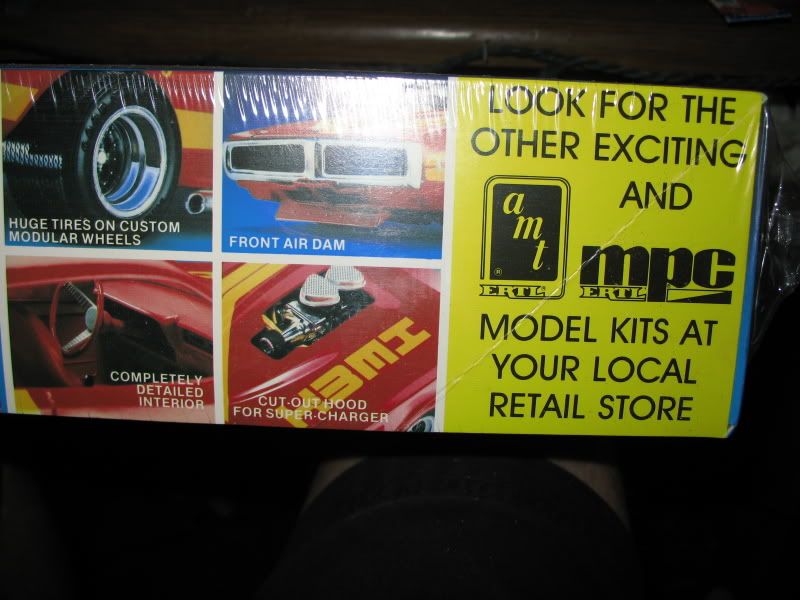 HUGE TIRES ON CUSTOM
MODULAR WHEELS
FRONT AIR DAM
COMPLETELY
DETAILED
INTERIOR
HEMI
CUT-OUT HOOD
FOR SUPER-CHARGER
LOOK FOR THE
OTHER EXCITING
AND
amt
®
ERTL
mpc
ERTL
MODEL KITS AT
YOUR LOCAL
RETAIL STORE